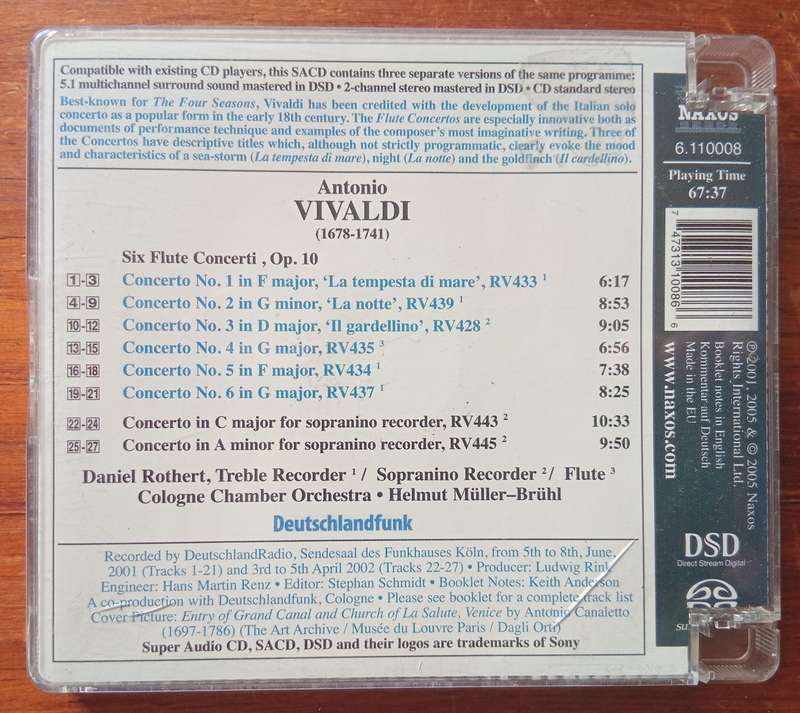 Compatible with existing CD players, this SACD contains three separate versions of the same programme:
5.1 multichannel surround sound mastered in DSD • 2-channel stereo mastered in DSD • CD standard stereo
Best-known for The Four Seasons, Vivaldi has been credited with the development of the Italian solo
concerto as a popular form in the early 18th century. The Flute Concertos are especially innovative both as
documents of performance technique and examples of the composer's most imaginative writing. Three of
the Concertos have descriptive titles which, although not strictly programmatic, clearly evoke the mood
and characteristics of a sea-storm (La tempesta di mare), night (La notte) and the goldfinch (Il cardellino).
Antonio
VIVALDI
(1678-1741)
Six Flute Concerti , Op. 10
1-3 Concerto No. 1 in F major, 'La tempesta di mare', RV433 ¹ 6:17
4-9 Concerto No. 2 in G minor, 'La notte', RV439 ¹ 8:53
10-12 Concerto No. 3 in D major, 'Il gardellino', RV428 ² 9:05
13-15 Concerto No. 4 in G major, RV435 ³ 6:56
16-18 Concerto No. 5 in F major, RV434 ¹ 7:38
19-21 Concerto No. 6 in G major, RV437 ¹ 8:25
22-24 Concerto in C major for sopranino recorder, RV443 ² 10:33
25-27 Concerto in A minor for sopranino recorder, RV445 ² 9:50
Daniel Rothert, Treble Recorder ¹ / Sopranino Recorder ² / Flute ³
Cologne Chamber Orchestra • Helmut Müller–Brühl
Deutschlandfunk
Recorded by DeutschlandRadio, Sendesaal des Funkhauses Köln, from 5th to 8th, June,
2001 (Tracks 1-21) and 3rd to 5th April 2002 (Tracks 22-27) • Producer: Ludwig Rink
Engineer: Hans Martin Renz • Editor: Stephan Schmidt • Booklet Notes: Keith Anderson
A co-production with Deutschlandfunk, Cologne • Please see booklet for a complete track list
Cover Picture: Entry of Grand Canal and Church of La Salute, Venice by Antonio Canaletto
(1697-1786) (The Art Archive / Musée du Louvre Paris / Dagli Orti)
Super Audio CD, SACD, DSD and their logos are trademarks of Sony
NAXOS
6.110008
Playing Time
67:37
7 47313 10086 6
℗ 2001, 2005 & © 2005 Naxos
Rights International Ltd.
Booklet notes in English
Kommentar auf Deutsch
Made in the EU
www.naxos.com
DSD
Direct Stream Digital